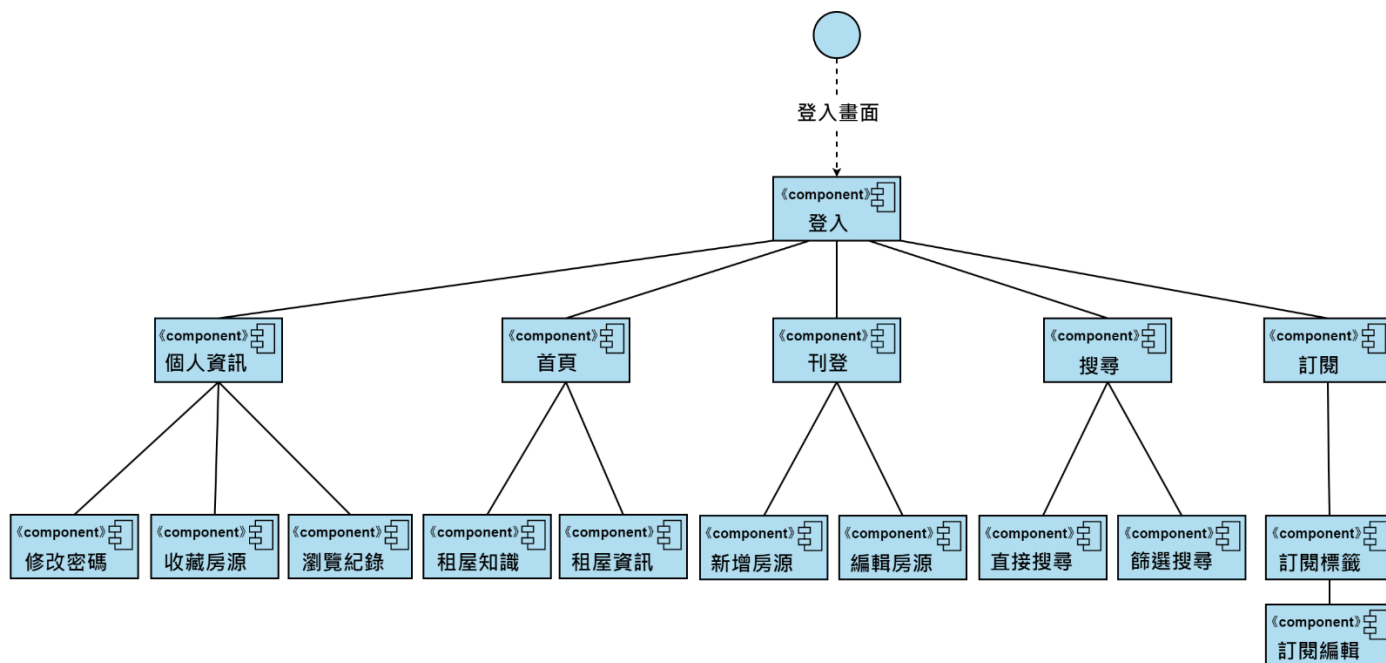 登入畫面
《component》
登入
《component》
個人資訊
《component》
首頁
《component》
刊登
《component》
搜尋
《component》
訂閱
《component》
修改密碼
《component》
收藏房源
《component》
瀏覽紀錄
《component》
租屋知識
《component》
租屋資訊
《component》
新增房源
《component》
編輯房源
《component》
直接搜尋
《component》
篩選搜尋
《component》
訂閱標籤
《component》
訂閱編輯